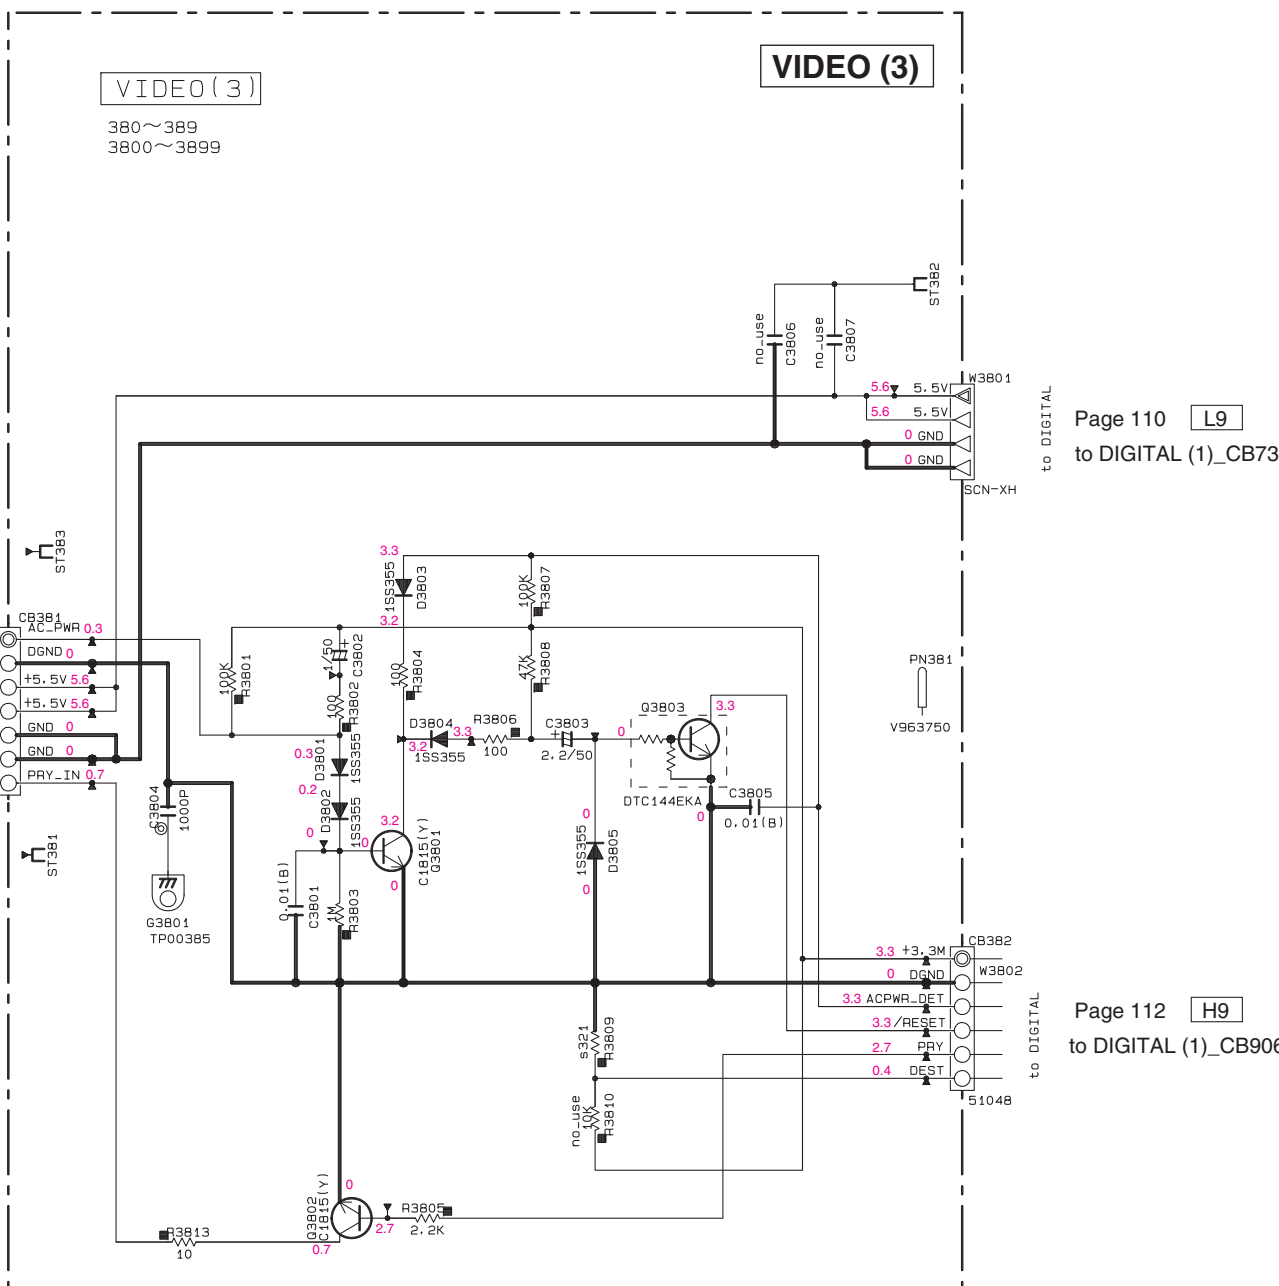 VIDEO(3)
VIDEO (3)
380～389
3800～3899
ST382
no_use
C3806
no_use
C3807
W3801
5.6 5.5V
5.6 5.5V
0 GND
0 GND
SCN-XH
to DIGITAL
Page 110 L9
to DIGITAL (1)_CB73
ST383
CB381
AC_PWR 0.3
DGND 0
+5.5V 5.6
+5.5V 5.6
GND 0
GND 0
PRY_IN 0.7
ST381
C3804
1000P
G3801
TP00385
100K
R3801
1/50
C3802
100
R3802
0.3
D3801
1SS355
0.2
D3802
1SS355
0
0.01(B)
C3801
1M
R3803
3.3
1SS355
D3803
3.2
100
R3804
3.2
D3804
1SS355
3.3
R3806
100
3.2
0
C1815(Y)
Q3801
0
100K
R3807
47K
R3808
C3803
2.2/50
0
Q3803
3.3
DTC144EKA
0
C3805
0.01(B)
0
1SS355
D3805
0
PN381
V963750
CB382
W3802
3.3 +3.3M
0 DGND
3.3 ACPWR_DET
3.3 /RESET
2.7 PRY
0.4 DEST
51048
to DIGITAL
Page 112 H9
to DIGITAL (1)_CB906
s321
R3809
no_use
10K
R3810
0
Q3802
C1815(Y)
0.7
2.7
R3805
2.2K
R3813
10